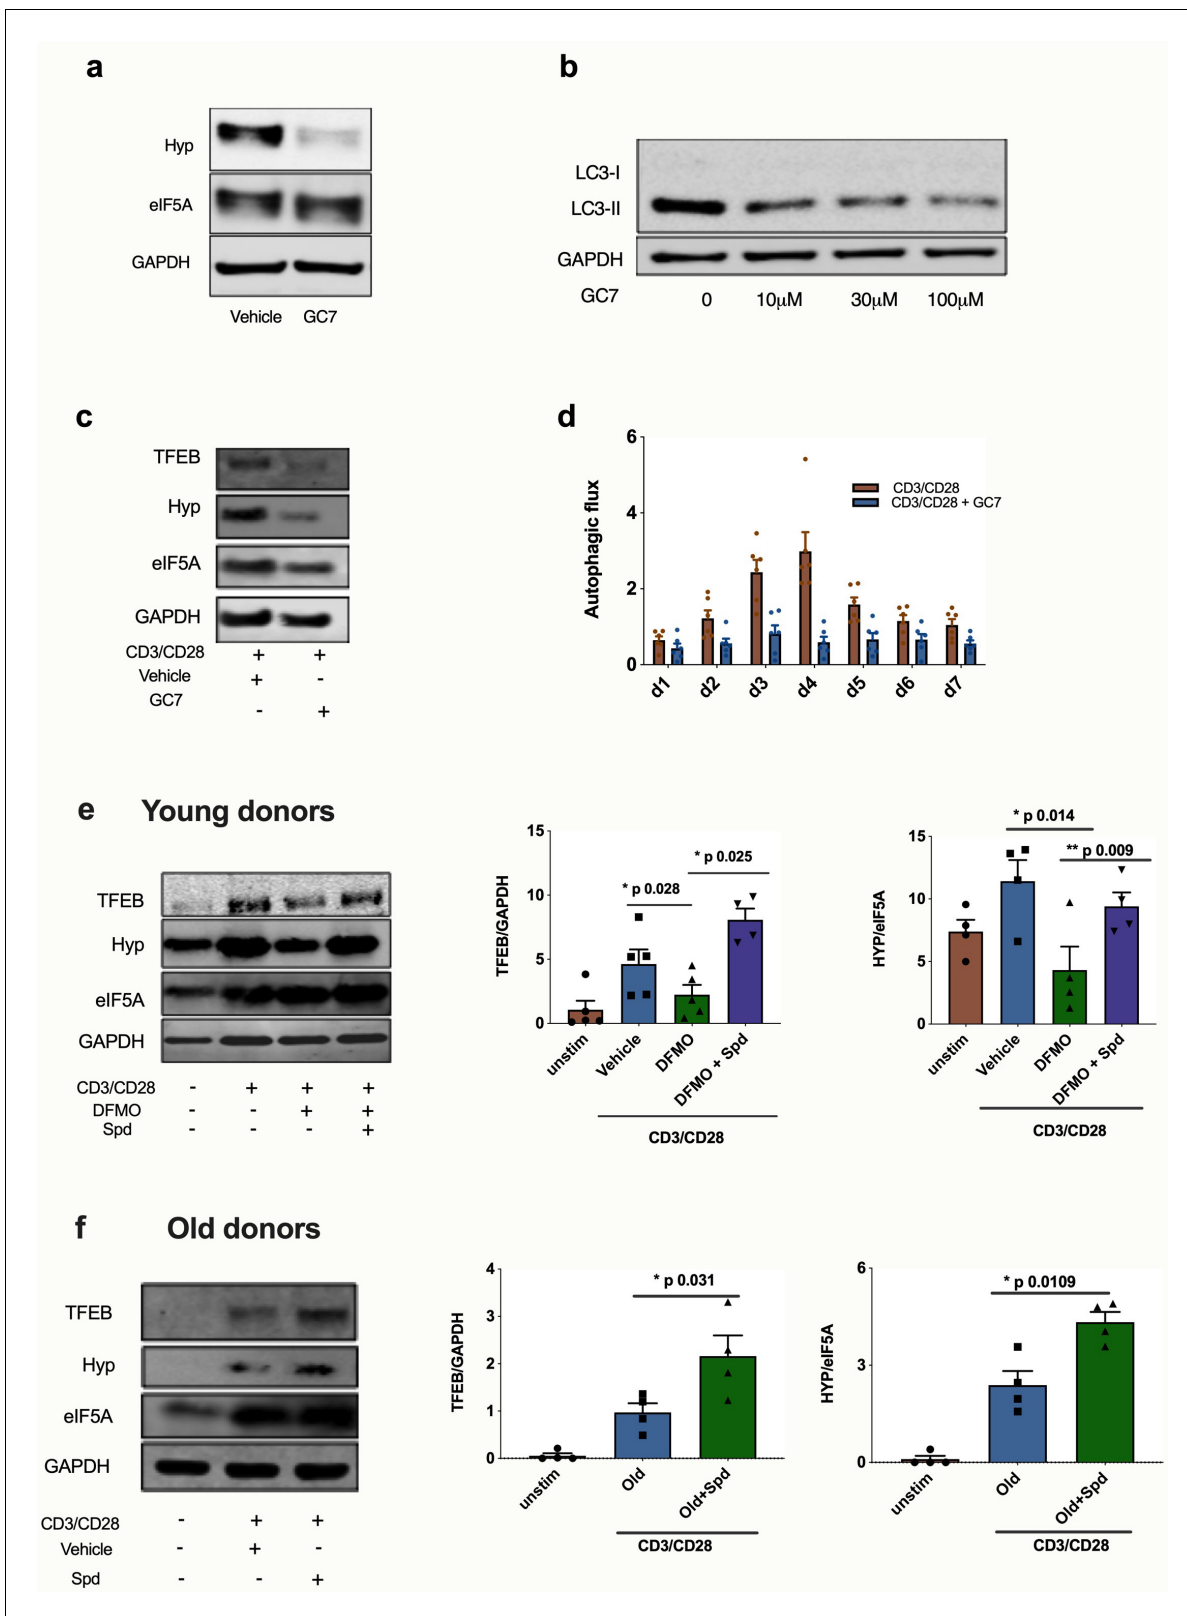 a
Hyp
eIF5A
GAPDH
Vehicle GC7
b
LC3-I
LC3-II
GAPDH
GC7 0 10μM 30μM 100μM
c
TFEB
Hyp
eIF5A
GAPDH
CD3/CD28 + +
Vehicle + -
GC7 - +
d
6
4
2
0
Autophagic flux
CD3/CD28
CD3/CD28 + GC7
d1 d2 d3 d4 d5 d6 d7
e Young donors
TFEB
Hyp
eIF5A
GAPDH
CD3/CD28 - + + +
DFMO - - + +
Spd - - - +
15
10
5
0
TFEB/GAPDH
* p 0.028
* p 0.025
unstim Vehicle DFMO DFMO + Spd
CD3/CD28
15
10
5
0
HYP/eIF5A
* p 0.014
** p 0.009
unstim Vehicle DFMO DFMO + Spd
CD3/CD28
f Old donors
TFEB
Hyp
eIF5A
GAPDH
CD3/CD28 - + +
Vehicle - + -
Spd - - +
4
3
2
1
0
TFEB/GAPDH
* p 0.031
unstim Old Old+Spd
CD3/CD28
6
3
0
HYP/eIF5A
* p 0.0109
unstim Old Old+Spd
CD3/CD28